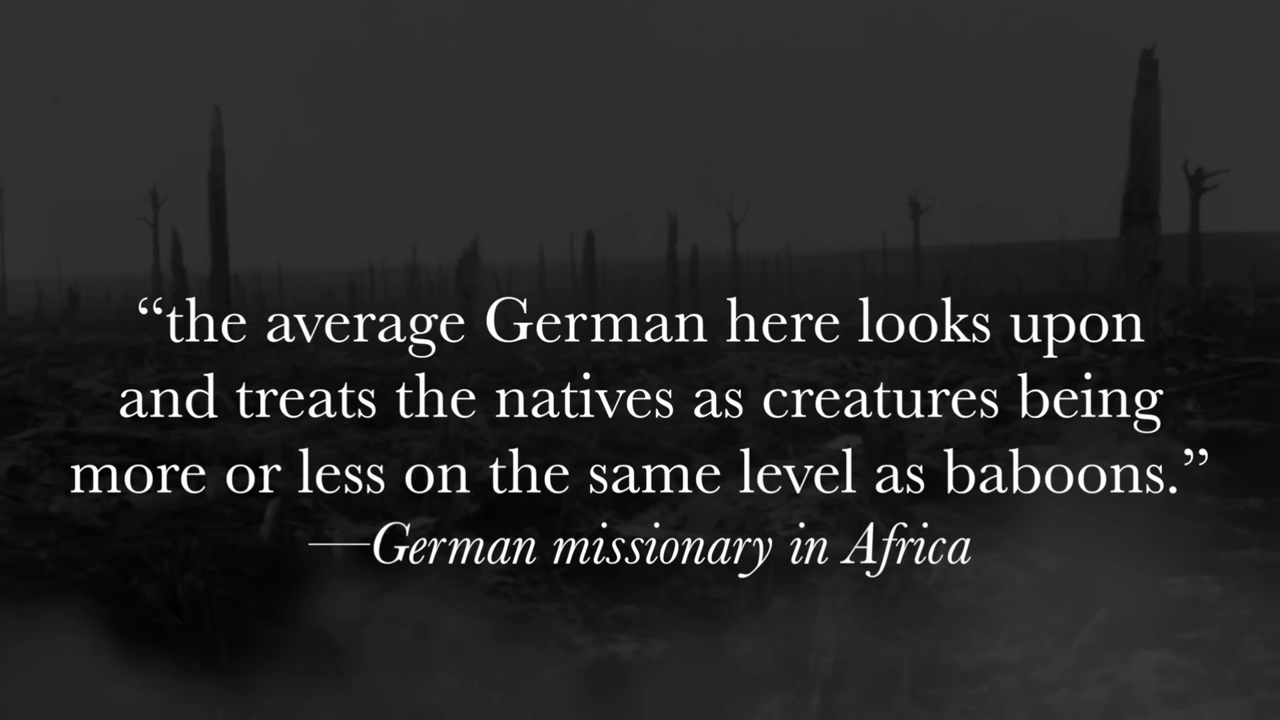 “the average German here looks upon
and treats the natives as creatures being
more or less on the same level as baboons.”
—German missionary in Africa